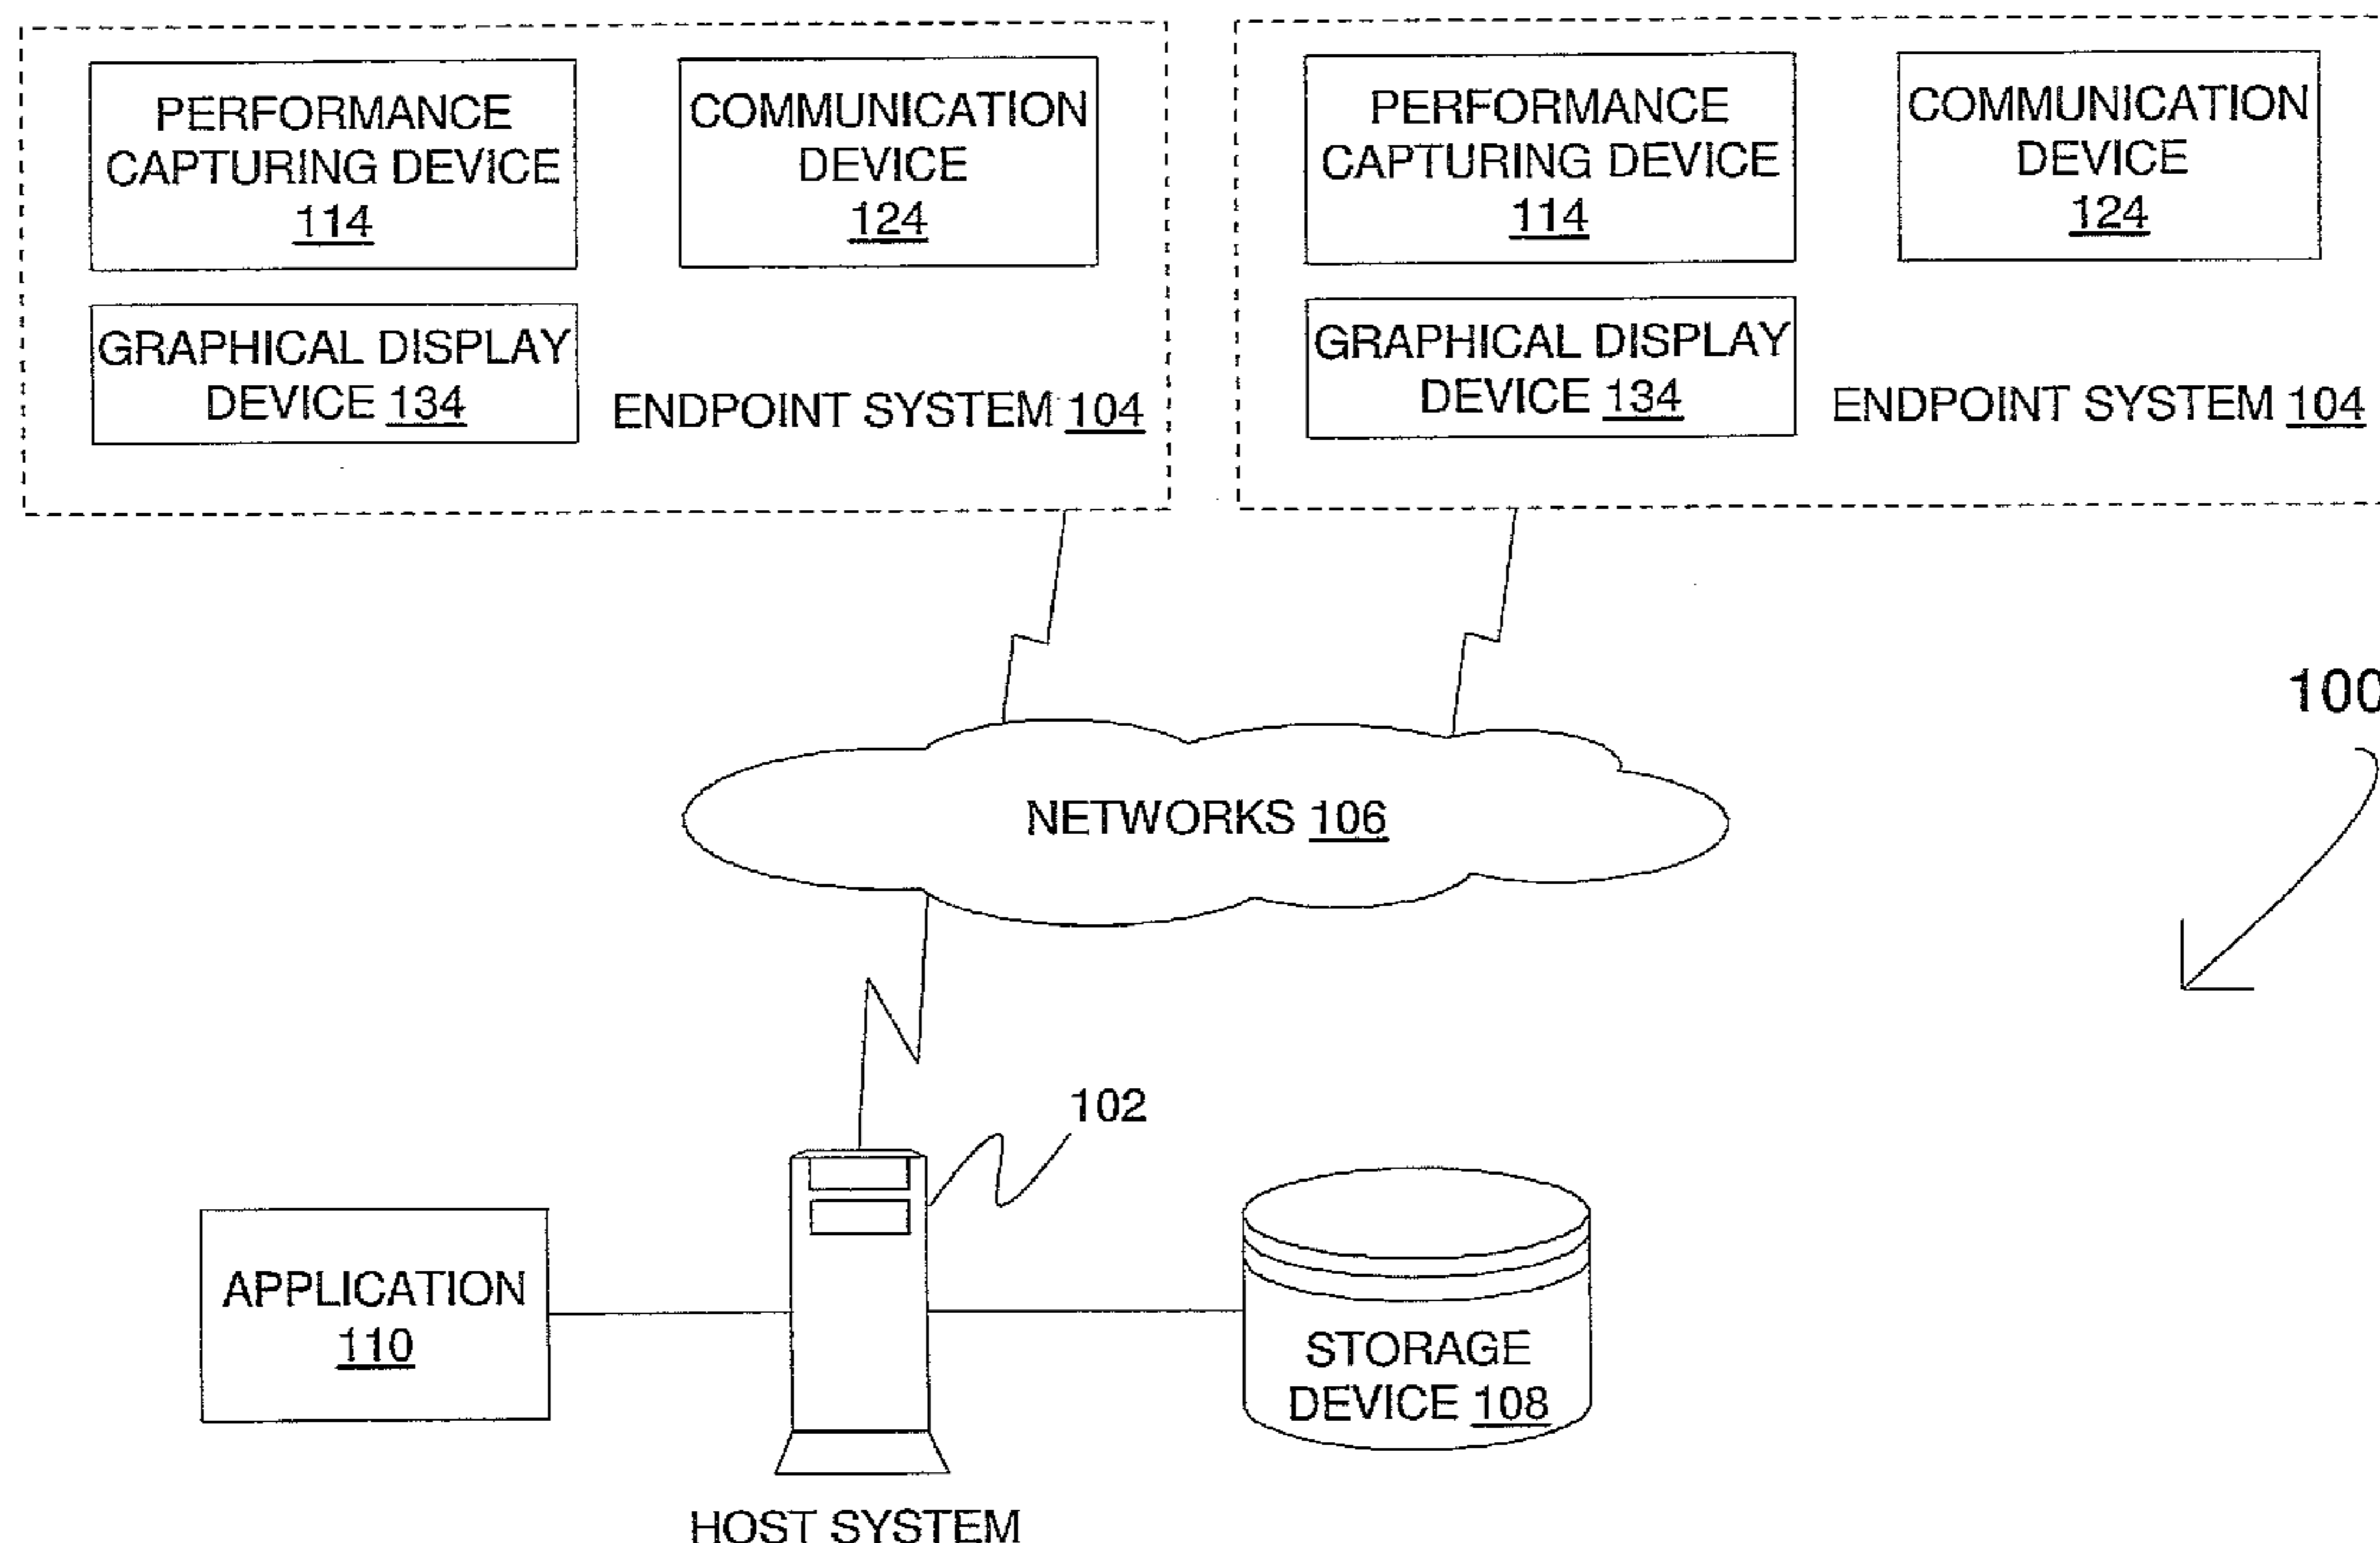 PERFORMANCE
CAPTURING DEVICE
114
COMMUNICATION
DEVICE
124
GRAPHICAL DISPLAY
DEVICE 134
ENDPOINT SYSTEM 104
PERFORMANCE
CAPTURING DEVICE
114
COMMUNICATION
DEVICE
124
GRAPHICAL DISPLAY
DEVICE 134
ENDPOINT SYSTEM 104
100
NETWORKS 106
102
APPLICATION
110
STORAGE
DEVICE 108
HOST SYSTEM